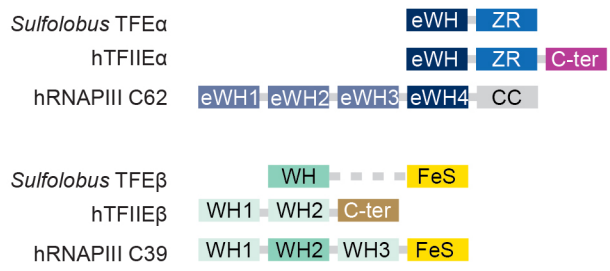 Sulfolobus TFEα eWH ZR
hTFIIEα eWH ZR C-ter
hRNAPIII C62 eWH1 eWH2 eWH3 eWH4 CC
Sulfolobus TFEβ WH FeS
hTFIIEβ WH1 WH2 C-ter
hRNAPIII C39 WH1 WH2 WH3 FeS